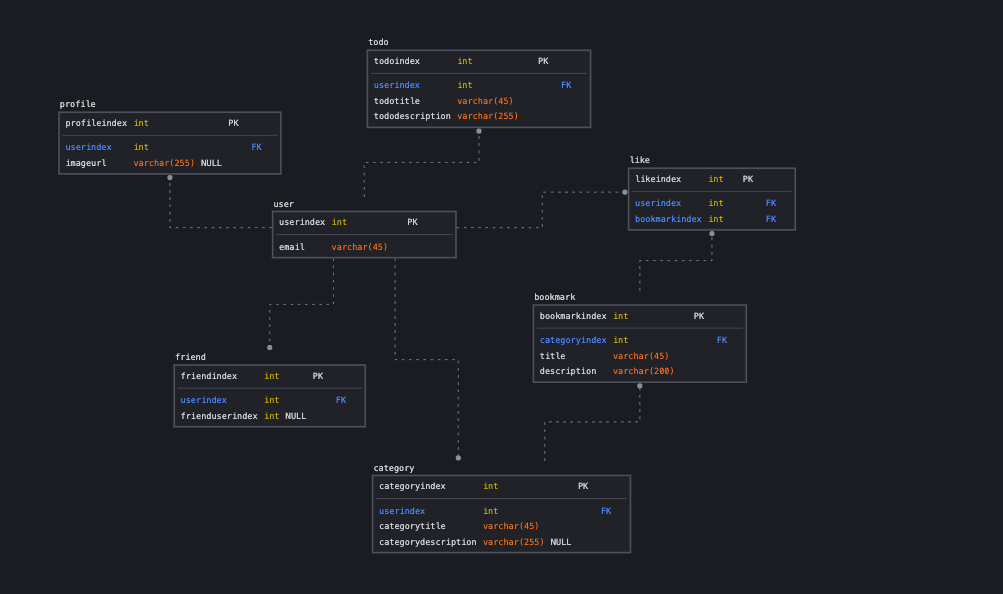 todo
todoindex int PK
userindex int FK
todotitle varchar(45)
tododescription varchar(255)
profile
profileindex int PK
userindex int FK
imageurl varchar(255) NULL
like
likeindex int PK
userindex int FK
bookmarkindex int FK
user
userindex int PK
email varchar(45)
bookmark
bookmarkindex int PK
categoryindex int FK
title varchar(45)
description varchar(200)
friend
friendindex int PK
userindex int FK
frienduserindex int NULL
category
categoryindex int PK
userindex int FK
categorytitle varchar(45)
categorydescription varchar(255) NULL